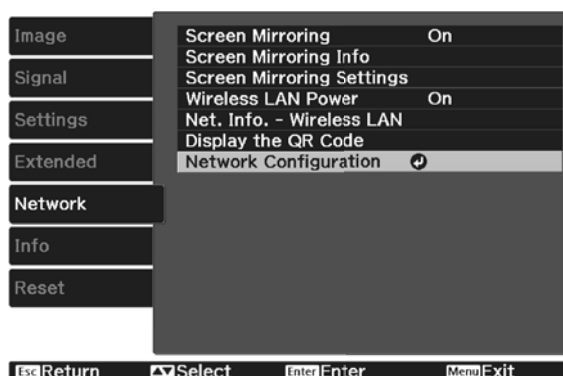 Image
Signal
Settings
Extended
Network
Info
Reset
Screen Mirroring On
Screen Mirroring Info
Screen Mirroring Settings
Wireless LAN Power On
Net. Info. - Wireless LAN
Display the QR Code
Network Configuration
Esc Return Select Enter Enter Menu Exit